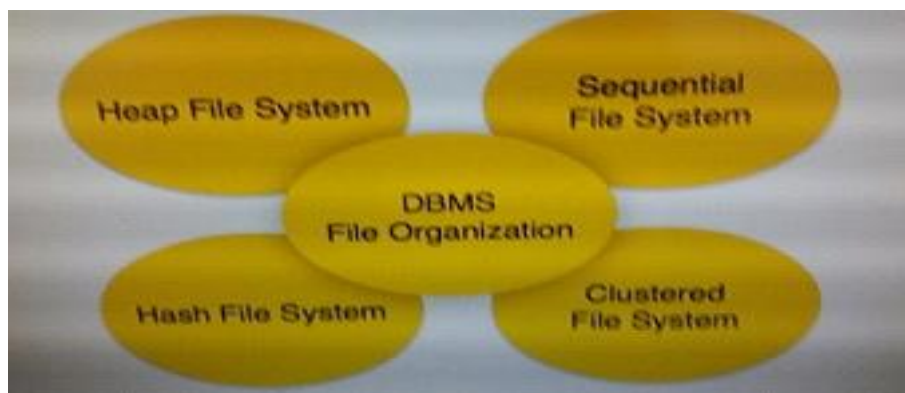 Heap File System
Sequential
File System
DBMS
File Organization
Hash File System
Clustered
File System